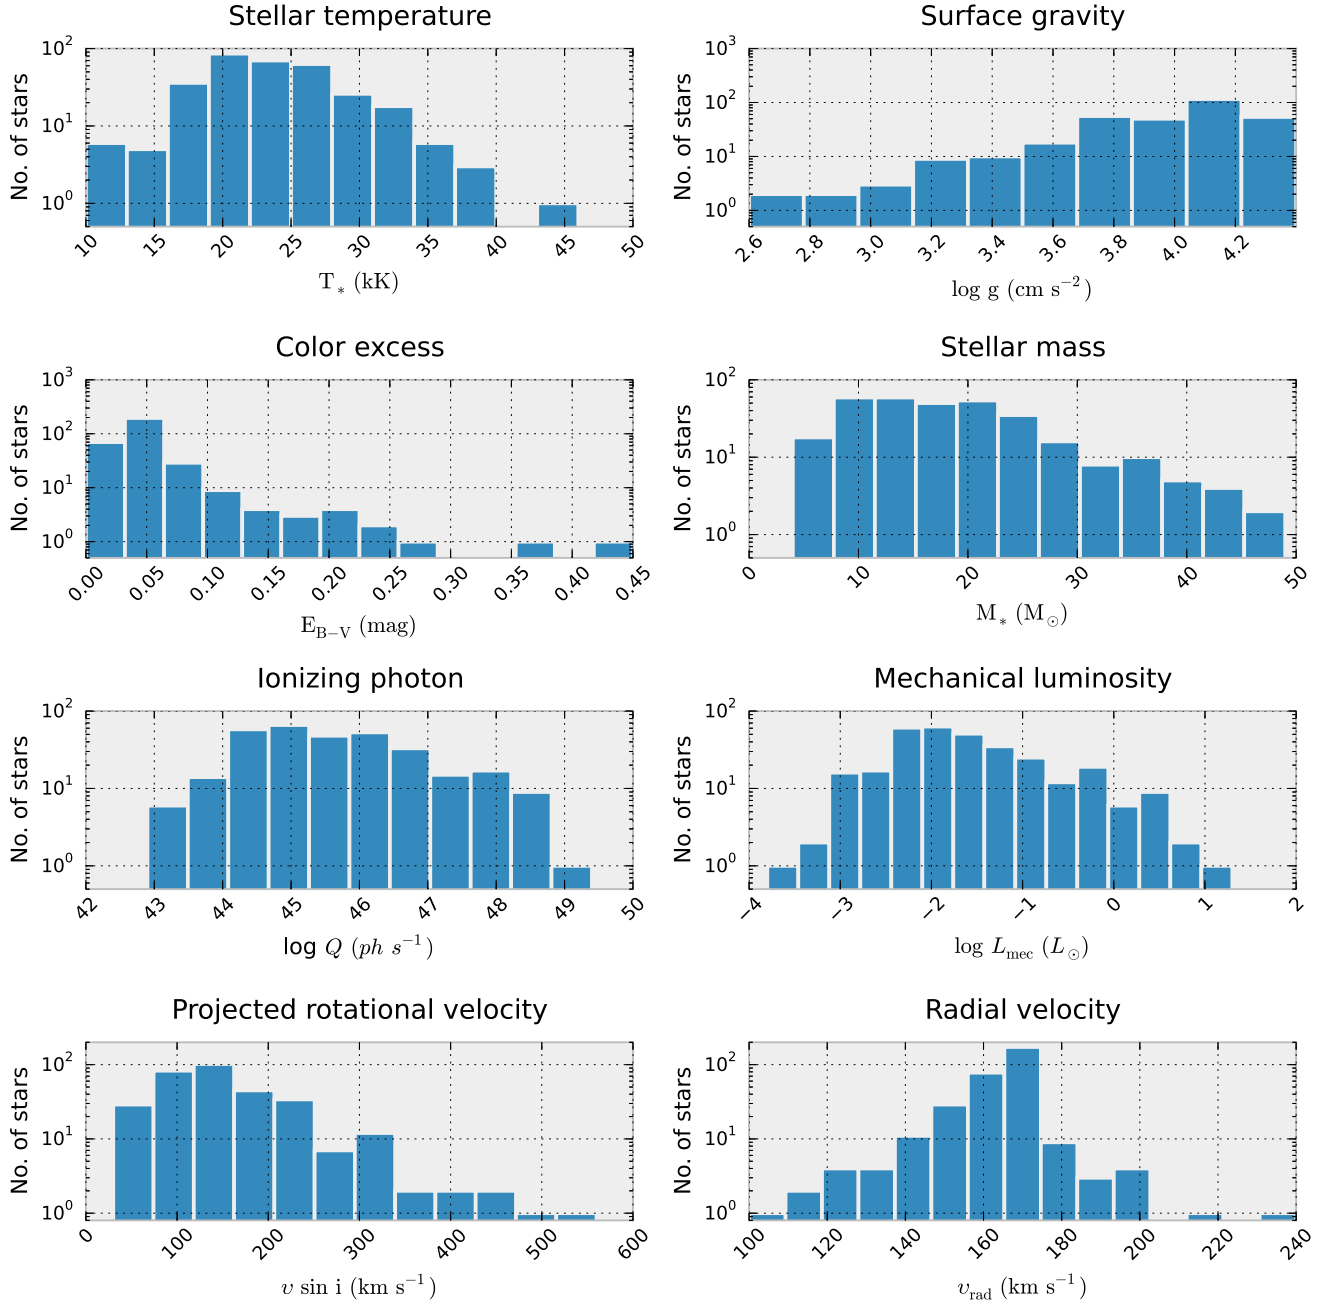 Stellar temperature
No. of stars
10² 10¹ 10⁰
10 15 20 25 30 35 40 45 50
T* (kK)
Surface gravity
No. of stars
10³ 10² 10¹ 10⁰
2.6 2.8 3.0 3.2 3.4 3.6 3.8 4.0 4.2
log g (cm s⁻²)
Color excess
No. of stars
10³ 10² 10¹ 10⁰
0.00 0.05 0.10 0.15 0.20 0.25 0.30 0.35 0.40 0.45
E_B−V (mag)
Stellar mass
No. of stars
10² 10¹ 10⁰
0 10 20 30 40 50
M* (M⊙)
Ionizing photon
No. of stars
10² 10¹ 10⁰
42 43 44 45 46 47 48 49 50
log Q (ph s⁻¹)
Mechanical luminosity
No. of stars
10² 10¹ 10⁰
−4 −3 −2 −1 0 1 2
log L_mec (L⊙)
Projected rotational velocity
No. of stars
10² 10¹ 10⁰
0 100 200 300 400 500 600
υ sin i (km s⁻¹)
Radial velocity
No. of stars
10² 10¹ 10⁰
100 120 140 160 180 200 220 240
υ_rad (km s⁻¹)